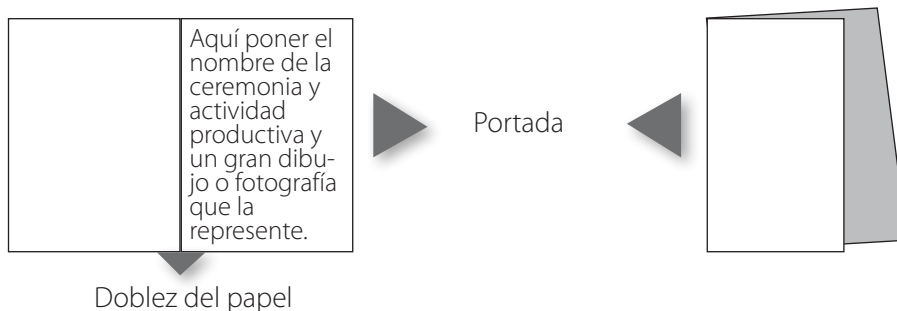 Aquí poner el
nombre de la
ceremonia y
actividad
productiva y
un gran dibu-
jo o fotografía
que la
represente.
Portada
Doblez del papel